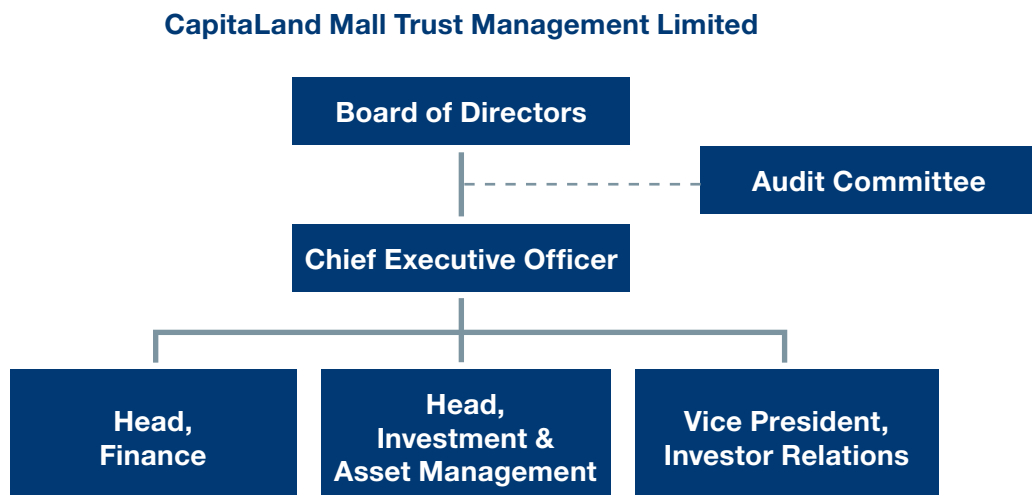 CapitaLand Mall Trust Management Limited
Board of Directors
Audit Committee
Chief Executive Officer
Head,
Finance
Head,
Investment &
Asset Management
Vice President,
Investor Relations